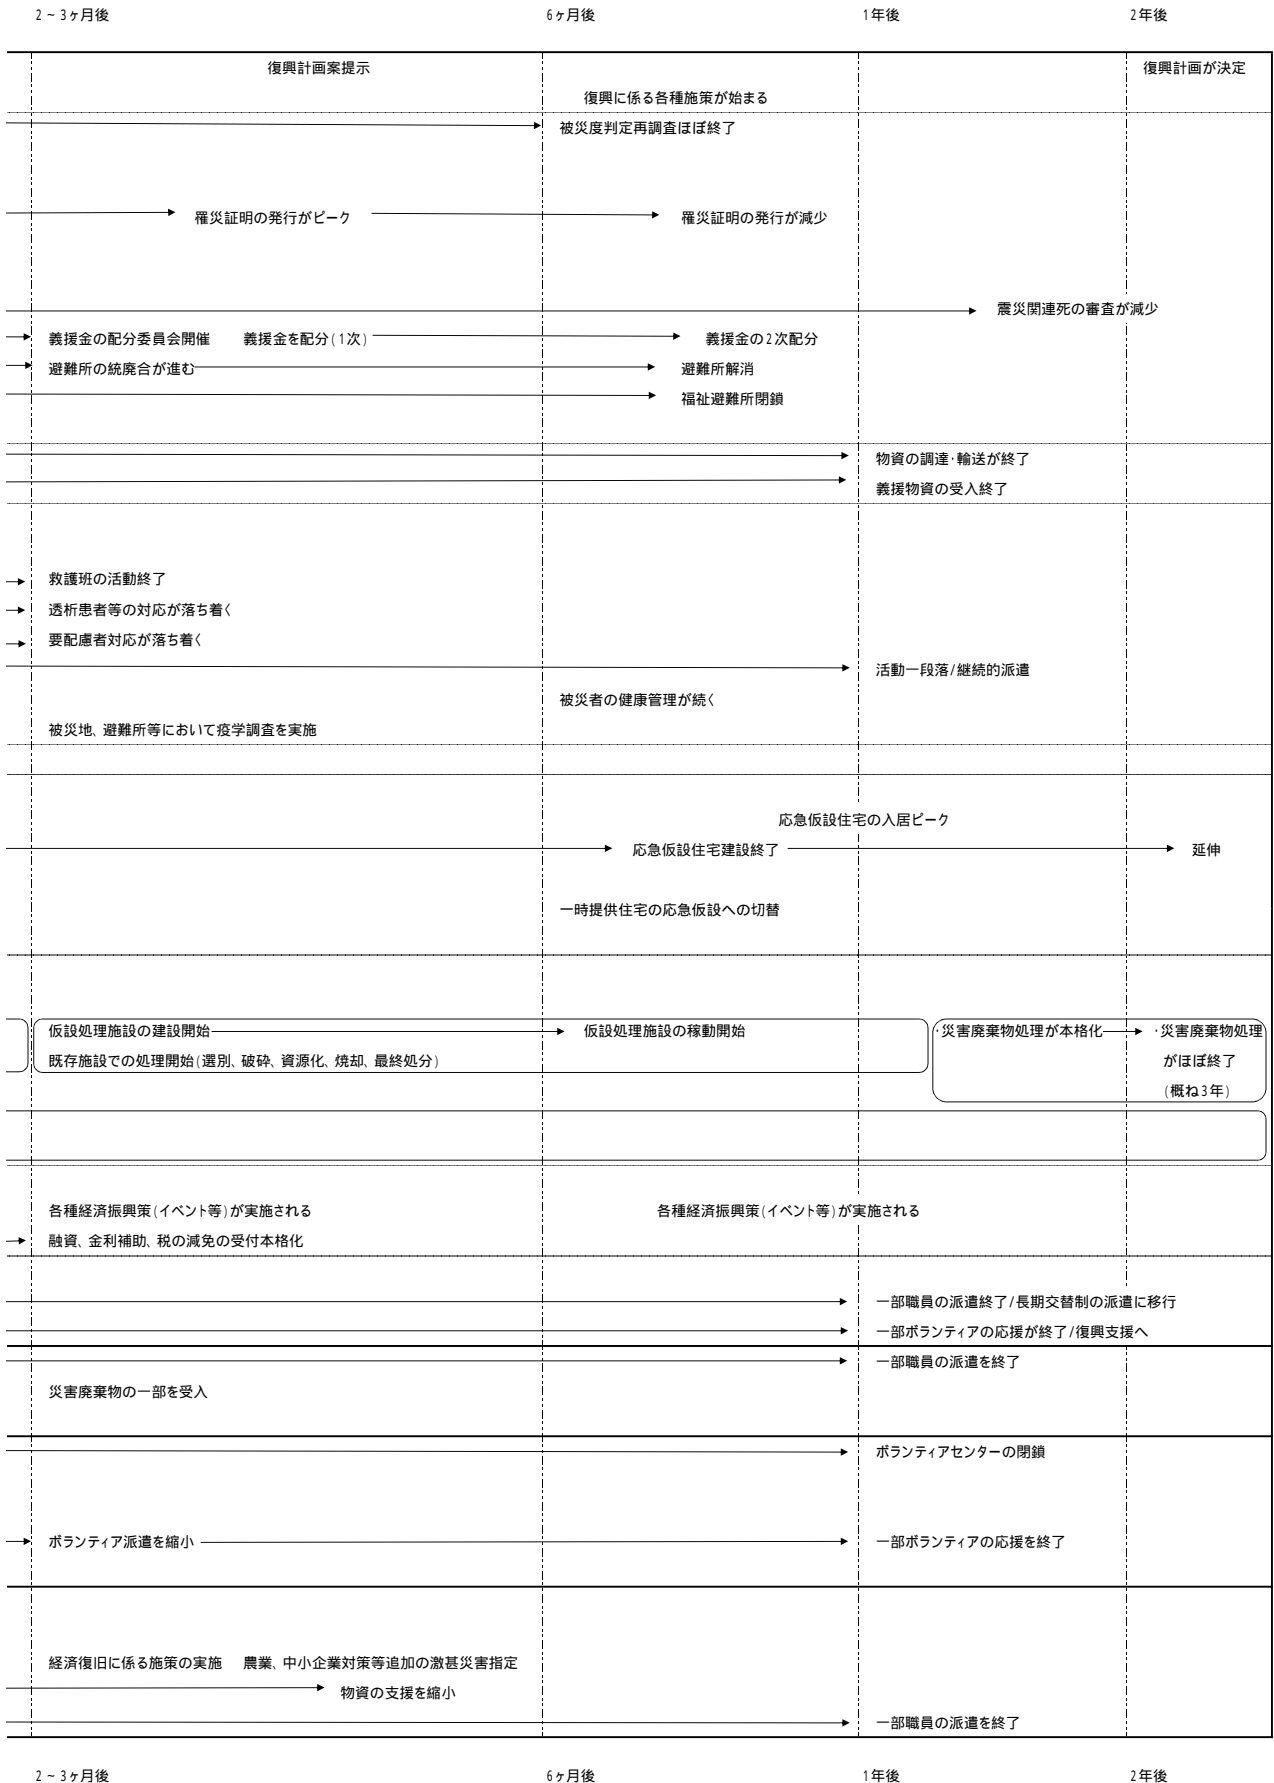 2～3ヶ月後 6ヶ月後 1年後 2年後
復興計画案提示 復興計画が決定
復興に係る各種施策が始まる
被災度判定再調査ほぼ終了
罹災証明の発行がピーク 罹災証明の発行が減少
震災関連死の審査が減少
義援金の配分委員会開催 義援金を配分(1次) 義援金の2次配分
避難所の統廃合が進む 避難所解消
福祉避難所閉鎖
物資の調達・輸送が終了
義援物資の受入終了
救護班の活動終了
透析患者等の対応が落ち着く
要配慮者対応が落ち着く
活動一段落/継続的派遣
被災者の健康管理が続く
被災地、避難所等において疫学調査を実施
応急仮設住宅の入居ピーク
応急仮設住宅建設終了 延伸
一時提供住宅の応急仮設への切替
仮設処理施設の建設開始 仮設処理施設の稼動開始 ・災害廃棄物処理が本格化 ・災害廃棄物処理
既存施設での処理開始(選別、破砕、資源化、焼却、最終処分) がほぼ終了
(概ね3年)
各種経済振興策(イベント等)が実施される 各種経済振興策(イベント等)が実施される
融資、金利補助、税の減免の受付本格化
一部職員の派遣終了/長期交替制の派遣に移行
一部ボランティアの応援が終了/復興支援へ
一部職員の派遣を終了
災害廃棄物の一部を受入
ボランティアセンターの閉鎖
ボランティア派遣を縮小 一部ボランティアの応援を終了
経済復旧に係る施策の実施 農業、中小企業対策等追加の激甚災害指定
物資の支援を縮小
一部職員の派遣を終了
2～3ヶ月後 6ヶ月後 1年後 2年後